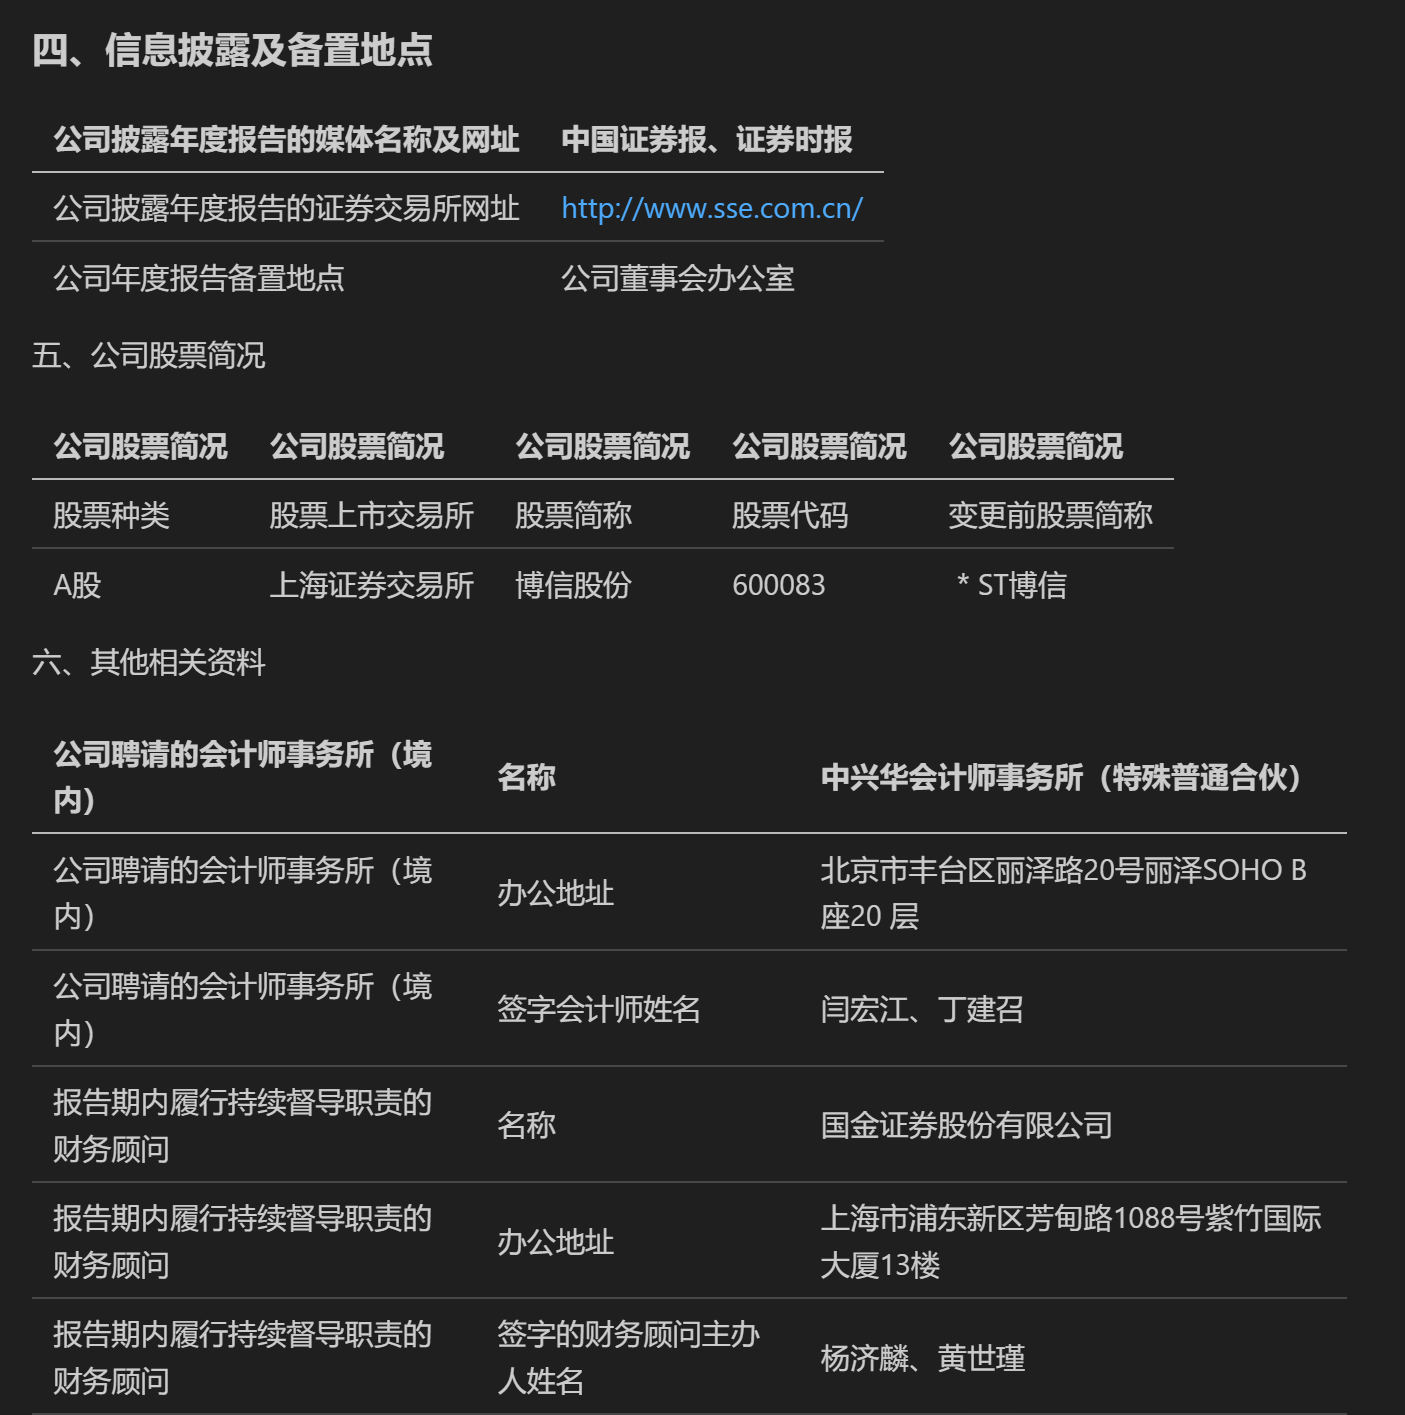 四、信息披露及备置地点
公司披露年度报告的媒体名称及网址 中国证券报、证券时报
公司披露年度报告的证券交易所网址 http://www.sse.com.cn/
公司年度报告备置地点 公司董事会办公室
五、公司股票简况
公司股票简况 公司股票简况 公司股票简况 公司股票简况 公司股票简况
股票种类 股票上市交易所 股票简称 股票代码 变更前股票简称
A股 上海证券交易所 博信股份 600083 * ST博信
六、其他相关资料
公司聘请的会计师事务所（境
内）
名称
中兴华会计师事务所（特殊普通合伙）
公司聘请的会计师事务所（境
内）
办公地址
北京市丰台区丽泽路20号丽泽SOHO B
座20 层
公司聘请的会计师事务所（境
内）
签字会计师姓名
闫宏江、丁建召
报告期内履行持续督导职责的
财务顾问
名称
国金证券股份有限公司
报告期内履行持续督导职责的
财务顾问
办公地址
上海市浦东新区芳甸路1088号紫竹国际
大厦13楼
报告期内履行持续督导职责的
财务顾问
签字的财务顾问主办
人姓名
杨济麟、黄世瑾